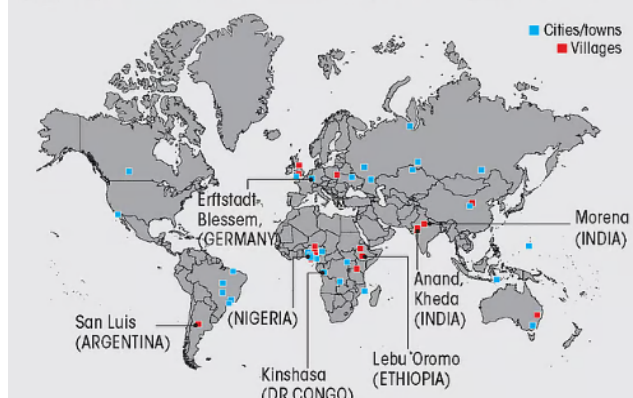 Cities/towns
Villages
Erftstadt-
Blessem,
(GERMANY)
Morena
(INDIA)
Anand,
Kheda
(INDIA)
(NIGERIA)
San Luis
(ARGENTINA)
Lebu Oromo
(ETHIOPIA)
Kinshasa
(DR CONGO)